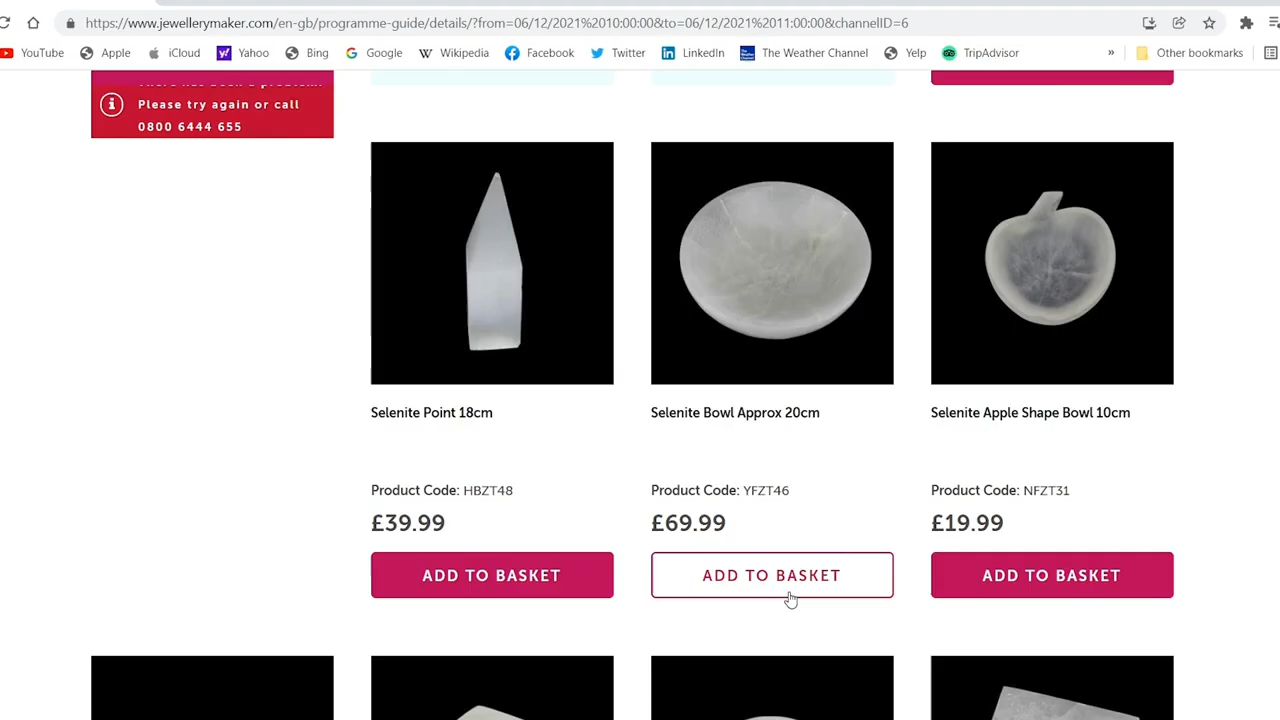 https://www.jewellerymaker.com/en-gb/programme-guide/details/?from=06/12/2021%2010:00:00&to=06/12/2021%2011:00:00&channelID=6
YouTube Apple iCloud Yahoo Bing Google Wikipedia Facebook Twitter LinkedIn The Weather Channel Yelp TripAdvisor » Other bookmarks
Please try again or call
0800 6444 655
Selenite Point 18cm
Selenite Bowl Approx 20cm
Selenite Apple Shape Bowl 10cm
Product Code: HBZT48
Product Code: YFZT46
Product Code: NFZT31
£39.99
£69.99
£19.99
ADD TO BASKET
ADD TO BASKET
ADD TO BASKET